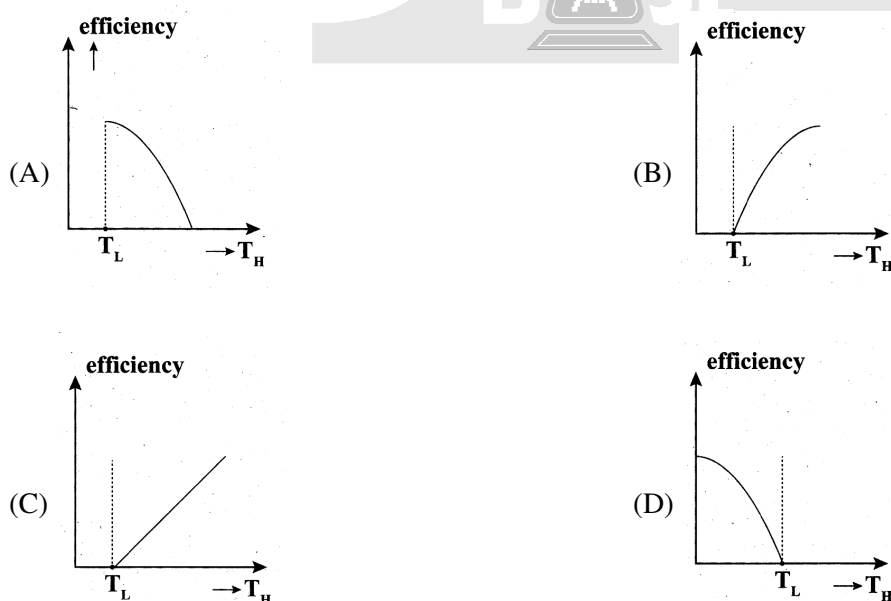 efficiency
(A)
T_L → T_H
efficiency
(B)
T_L → T_H
efficiency
(C)
T_L → T_H
efficiency
(D)
T_L → T_H